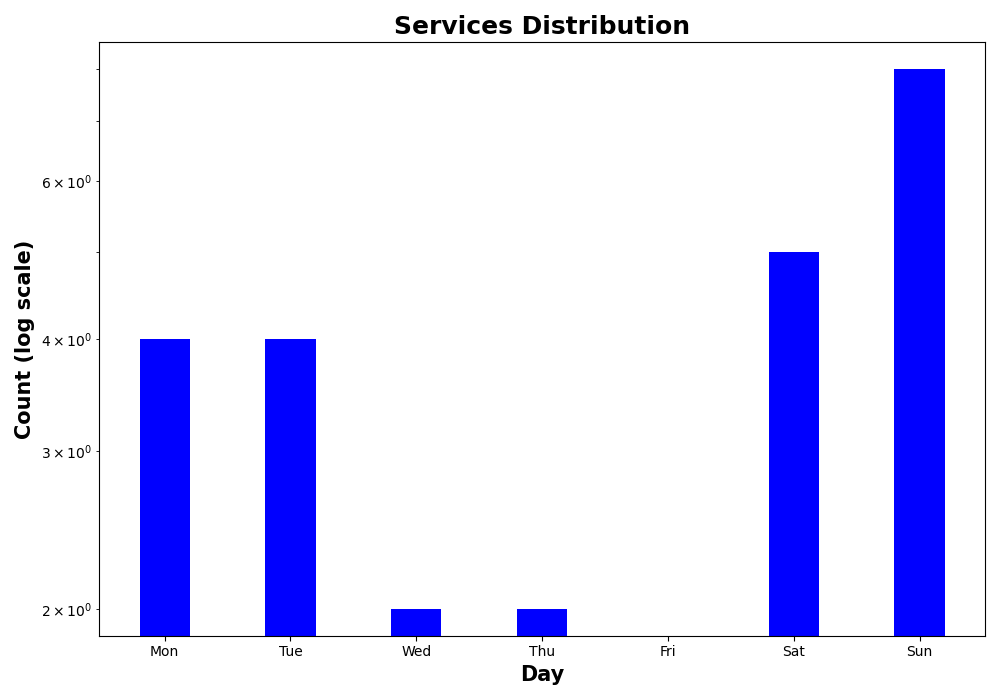 Services Distribution
Count (log scale)
6 × 10⁰
4 × 10⁰
3 × 10⁰
2 × 10⁰
Mon Tue Wed Thu Fri Sat Sun
Day